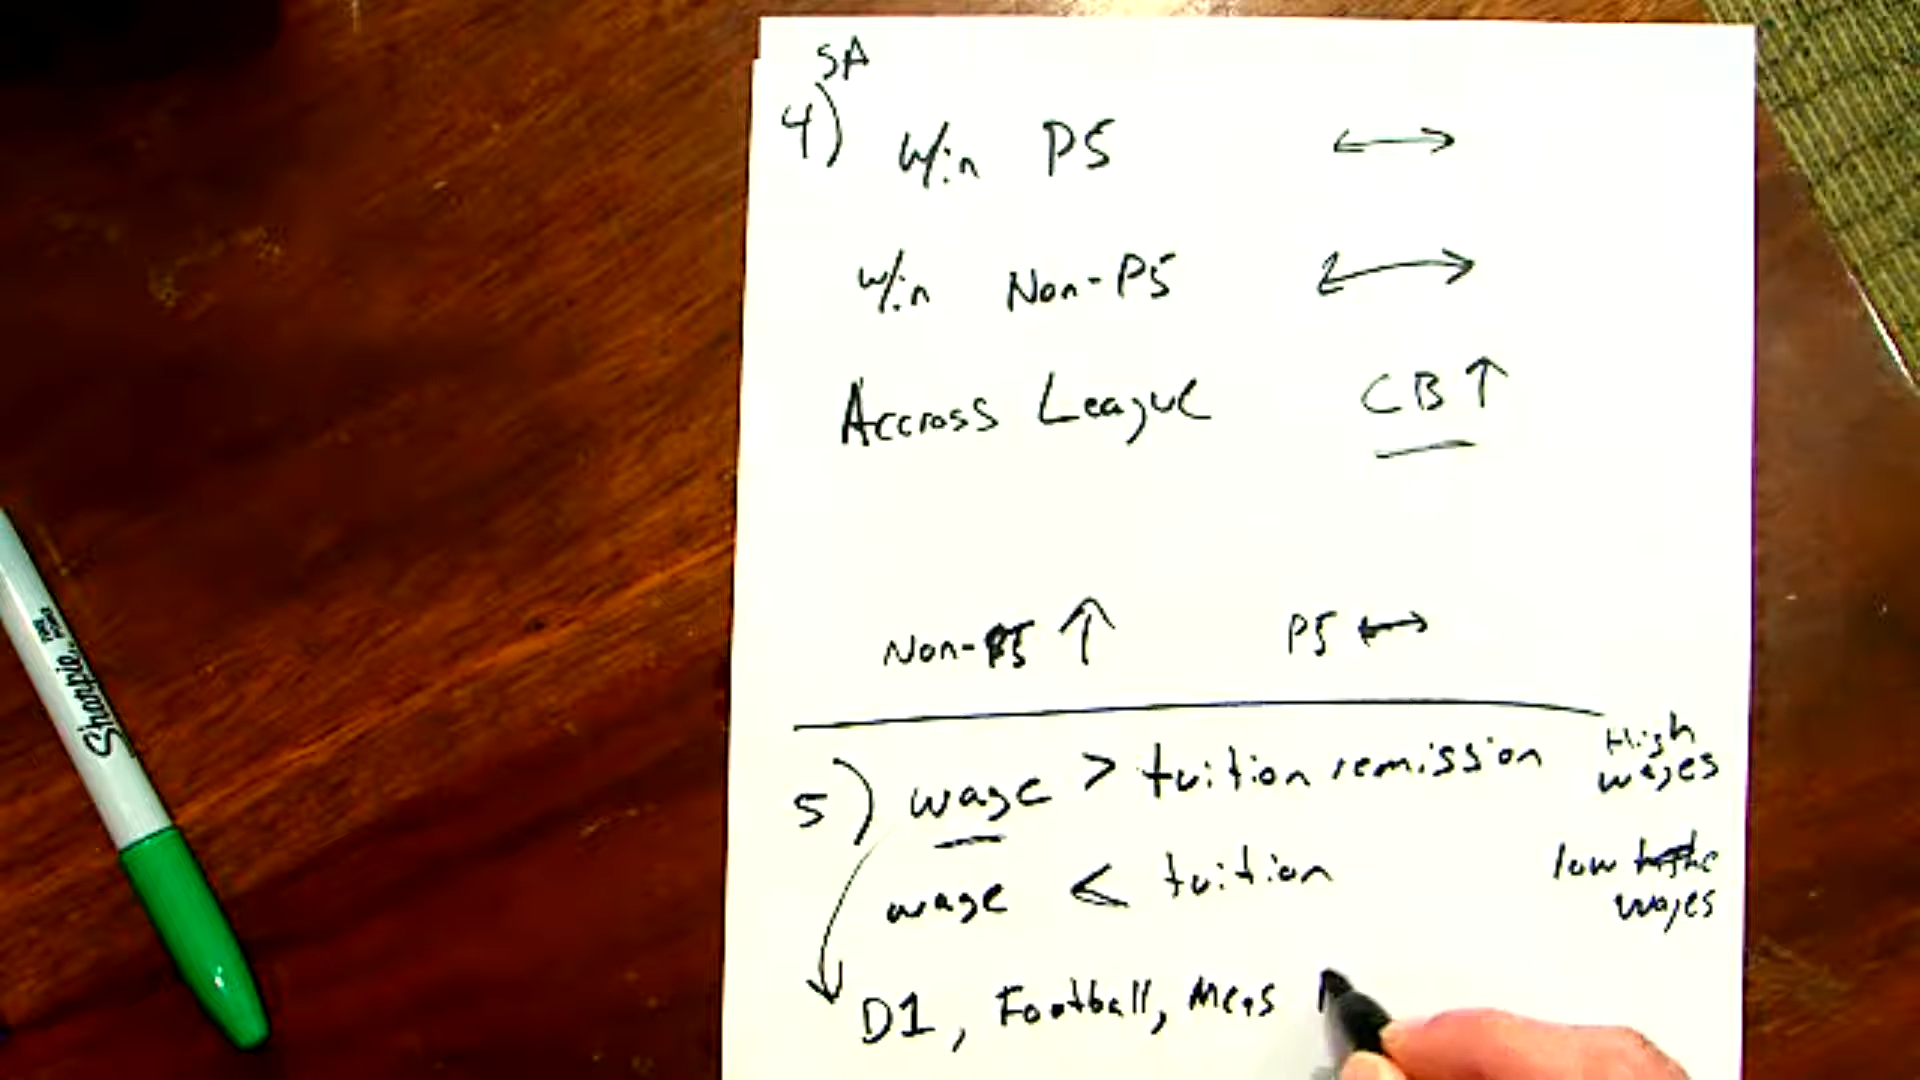 SA
4) w/in P5 ↔
w/in Non-P5 ↔
Accross League CB ↑
Non-P5 ↑ P5 ↔
5) wage > tuition remission High wages
wage < tuition low wages
D1, Football, Mens
Sharpie